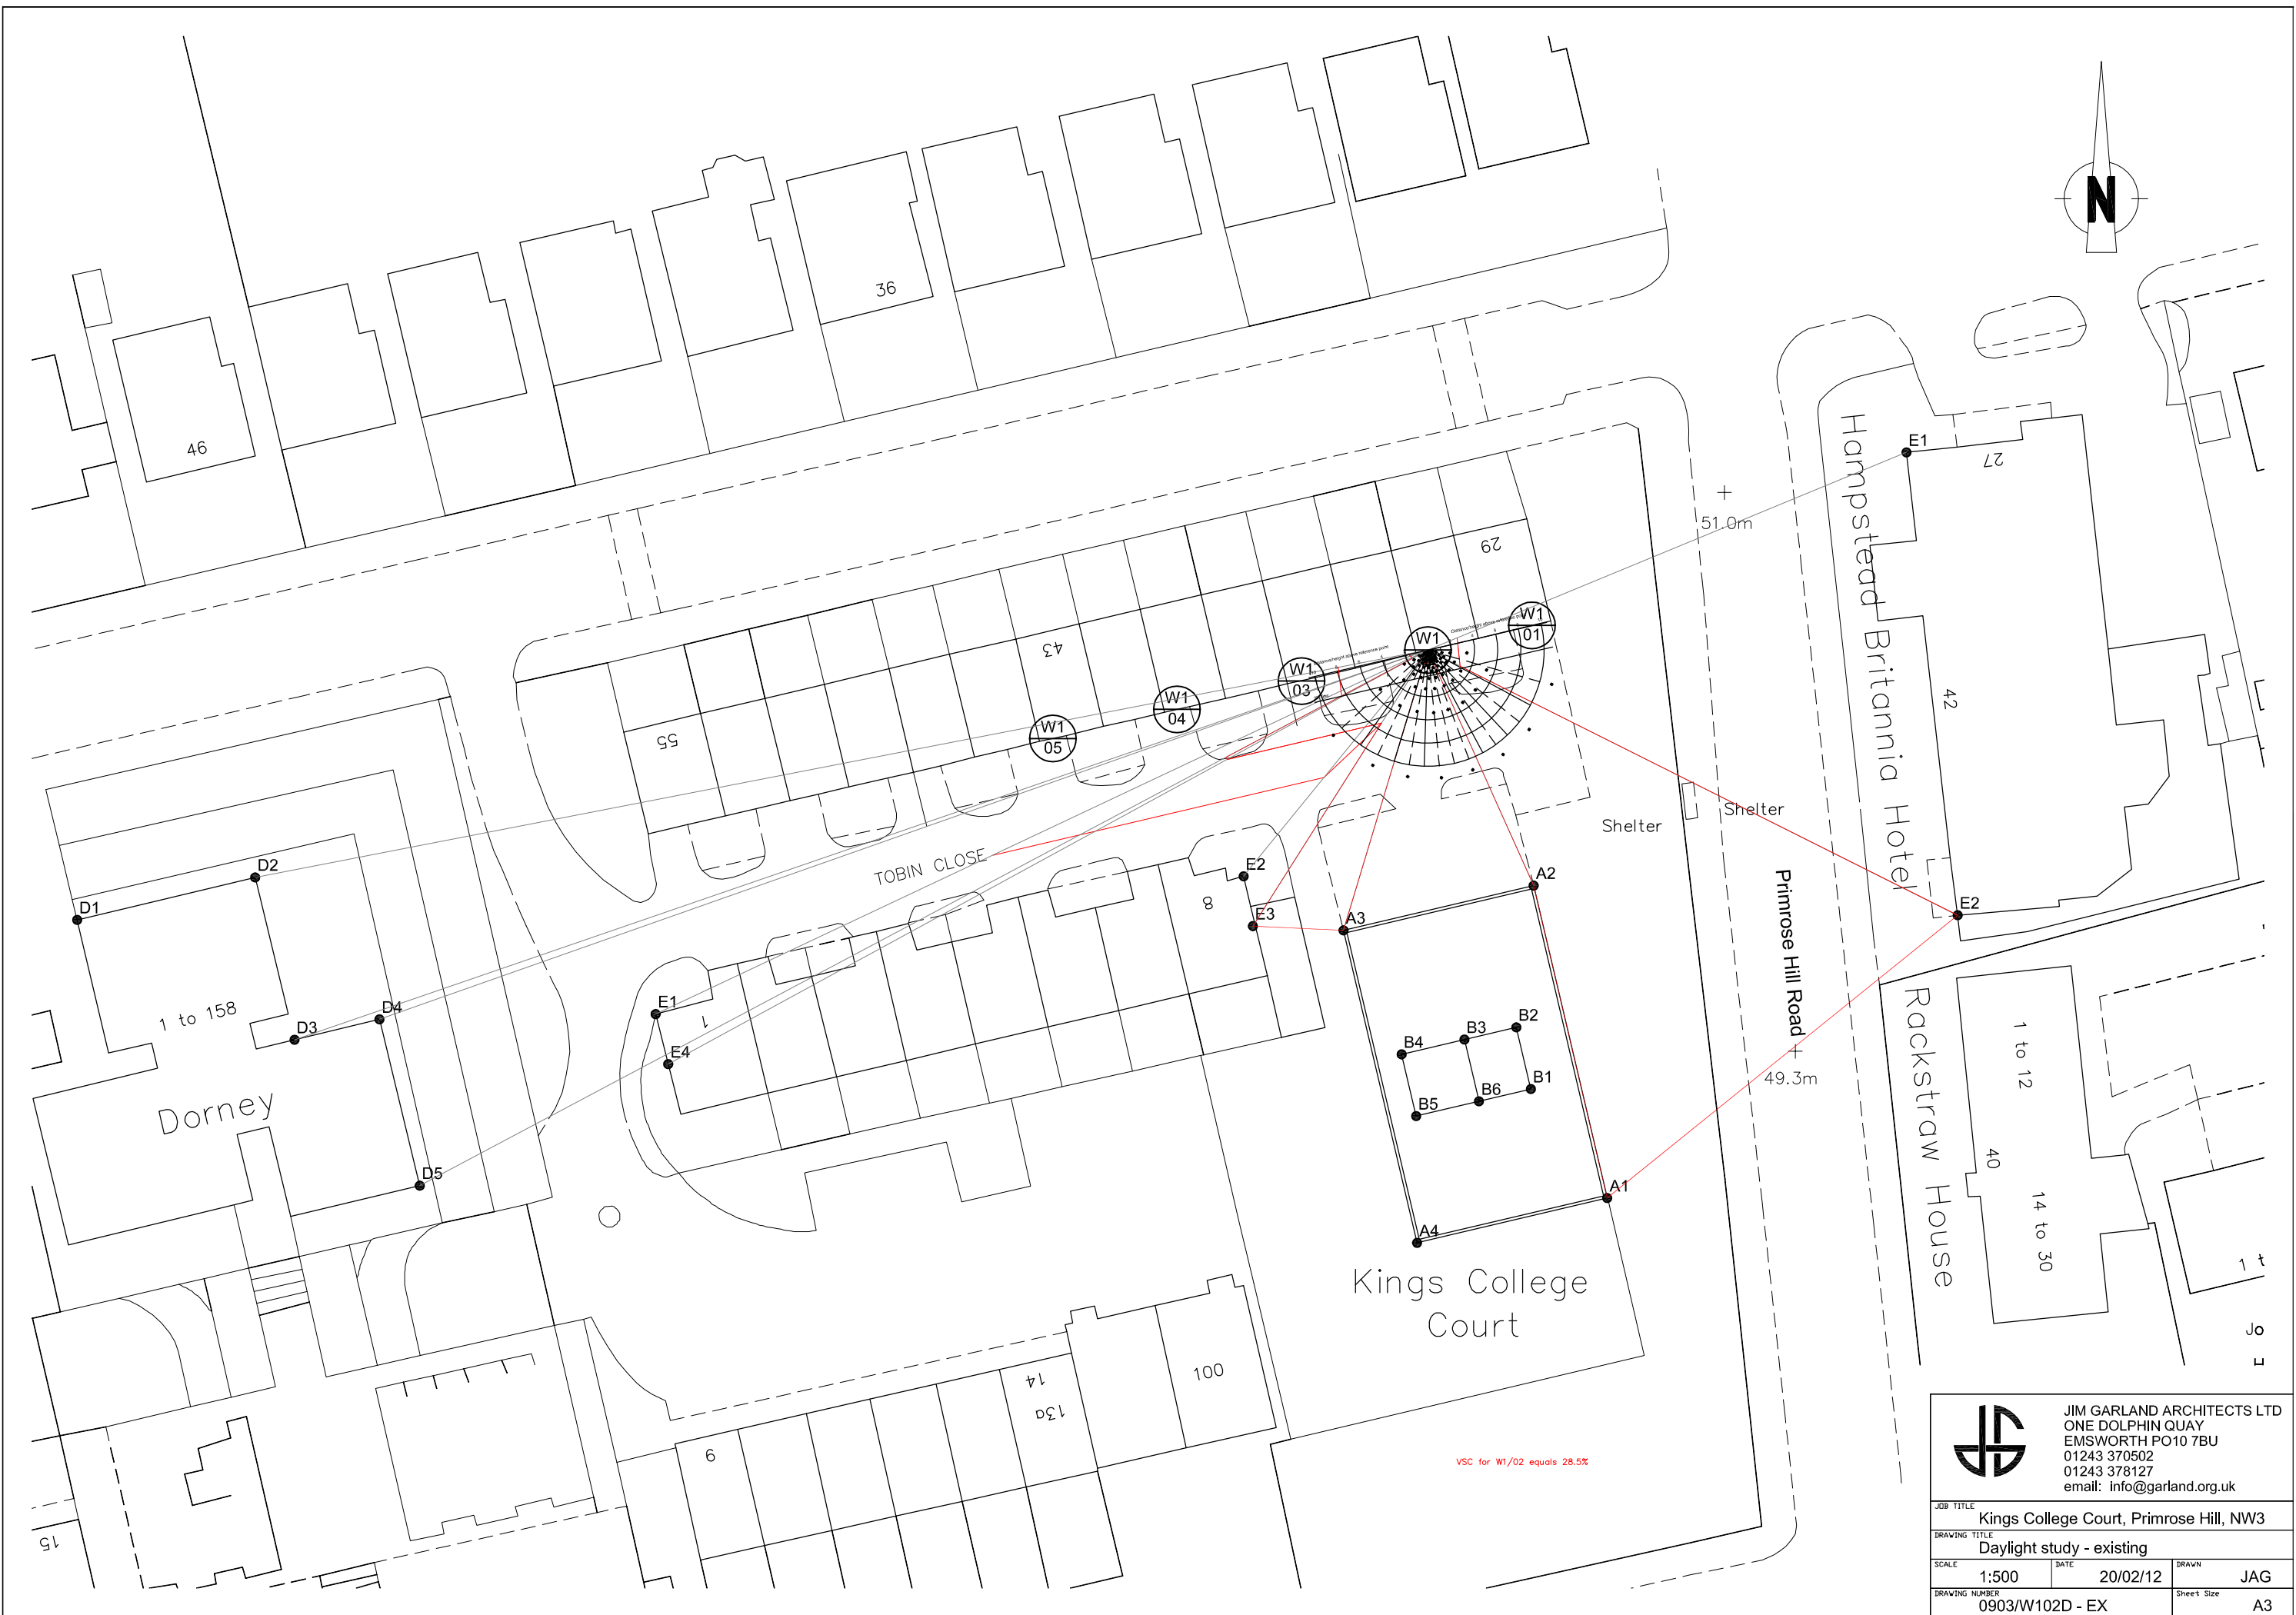 36
46
N
E1
27
51.0m
Hampstead Britannia Hotel
29
W1
01
W1
W1
03
W1
04
W1
05
43
55
42
Shelter
Shelter
TOBIN CLOSE
D2
D1
E2
A2
8
E3
A3
E2
Primrose Hill Road
1 to 158
D3
D4
E1
1
E4
B4
B3
B2
B5
B6
B1
49.3m
Rackstraw House
1 to 12
40
14 to 30
Dorney
D5
A1
A4
Kings College
Court
1 t
Jo
14
13a
100
9
15
VSC for W1/02 equals 28.5%
JIM GARLAND ARCHITECTS LTD
ONE DOLPHIN QUAY
EMSWORTH PO10 7BU
01243 370502
01243 378127
email: info@garland.org.uk
JOB TITLE
Kings College Court, Primrose Hill, NW3
DRAWING TITLE
Daylight study - existing
SCALE
1:500
DATE
20/02/12
DRAWN
JAG
DRAWING NUMBER
0903/W102D - EX
Sheet Size
A3